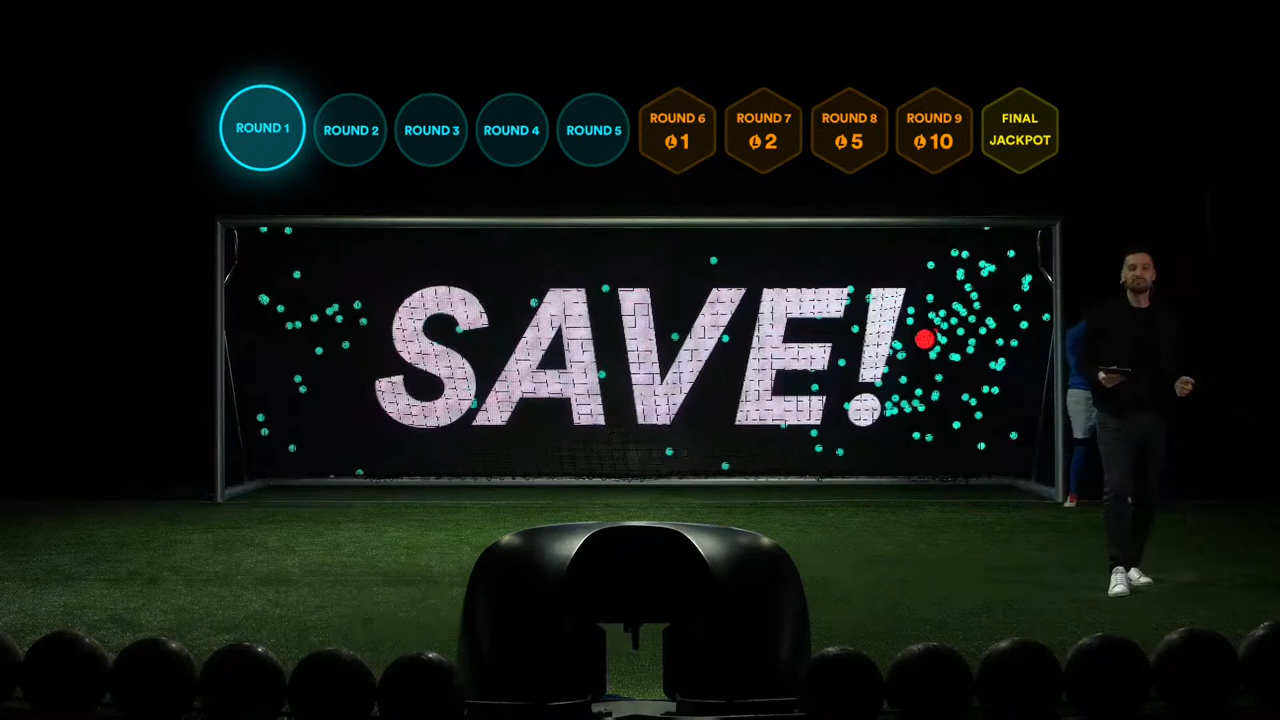 ROUND 1
ROUND 2
ROUND 3
ROUND 4
ROUND 5
ROUND 6
1
ROUND 7
2
ROUND 8
5
ROUND 9
10
FINAL
JACKPOT
SAVE!